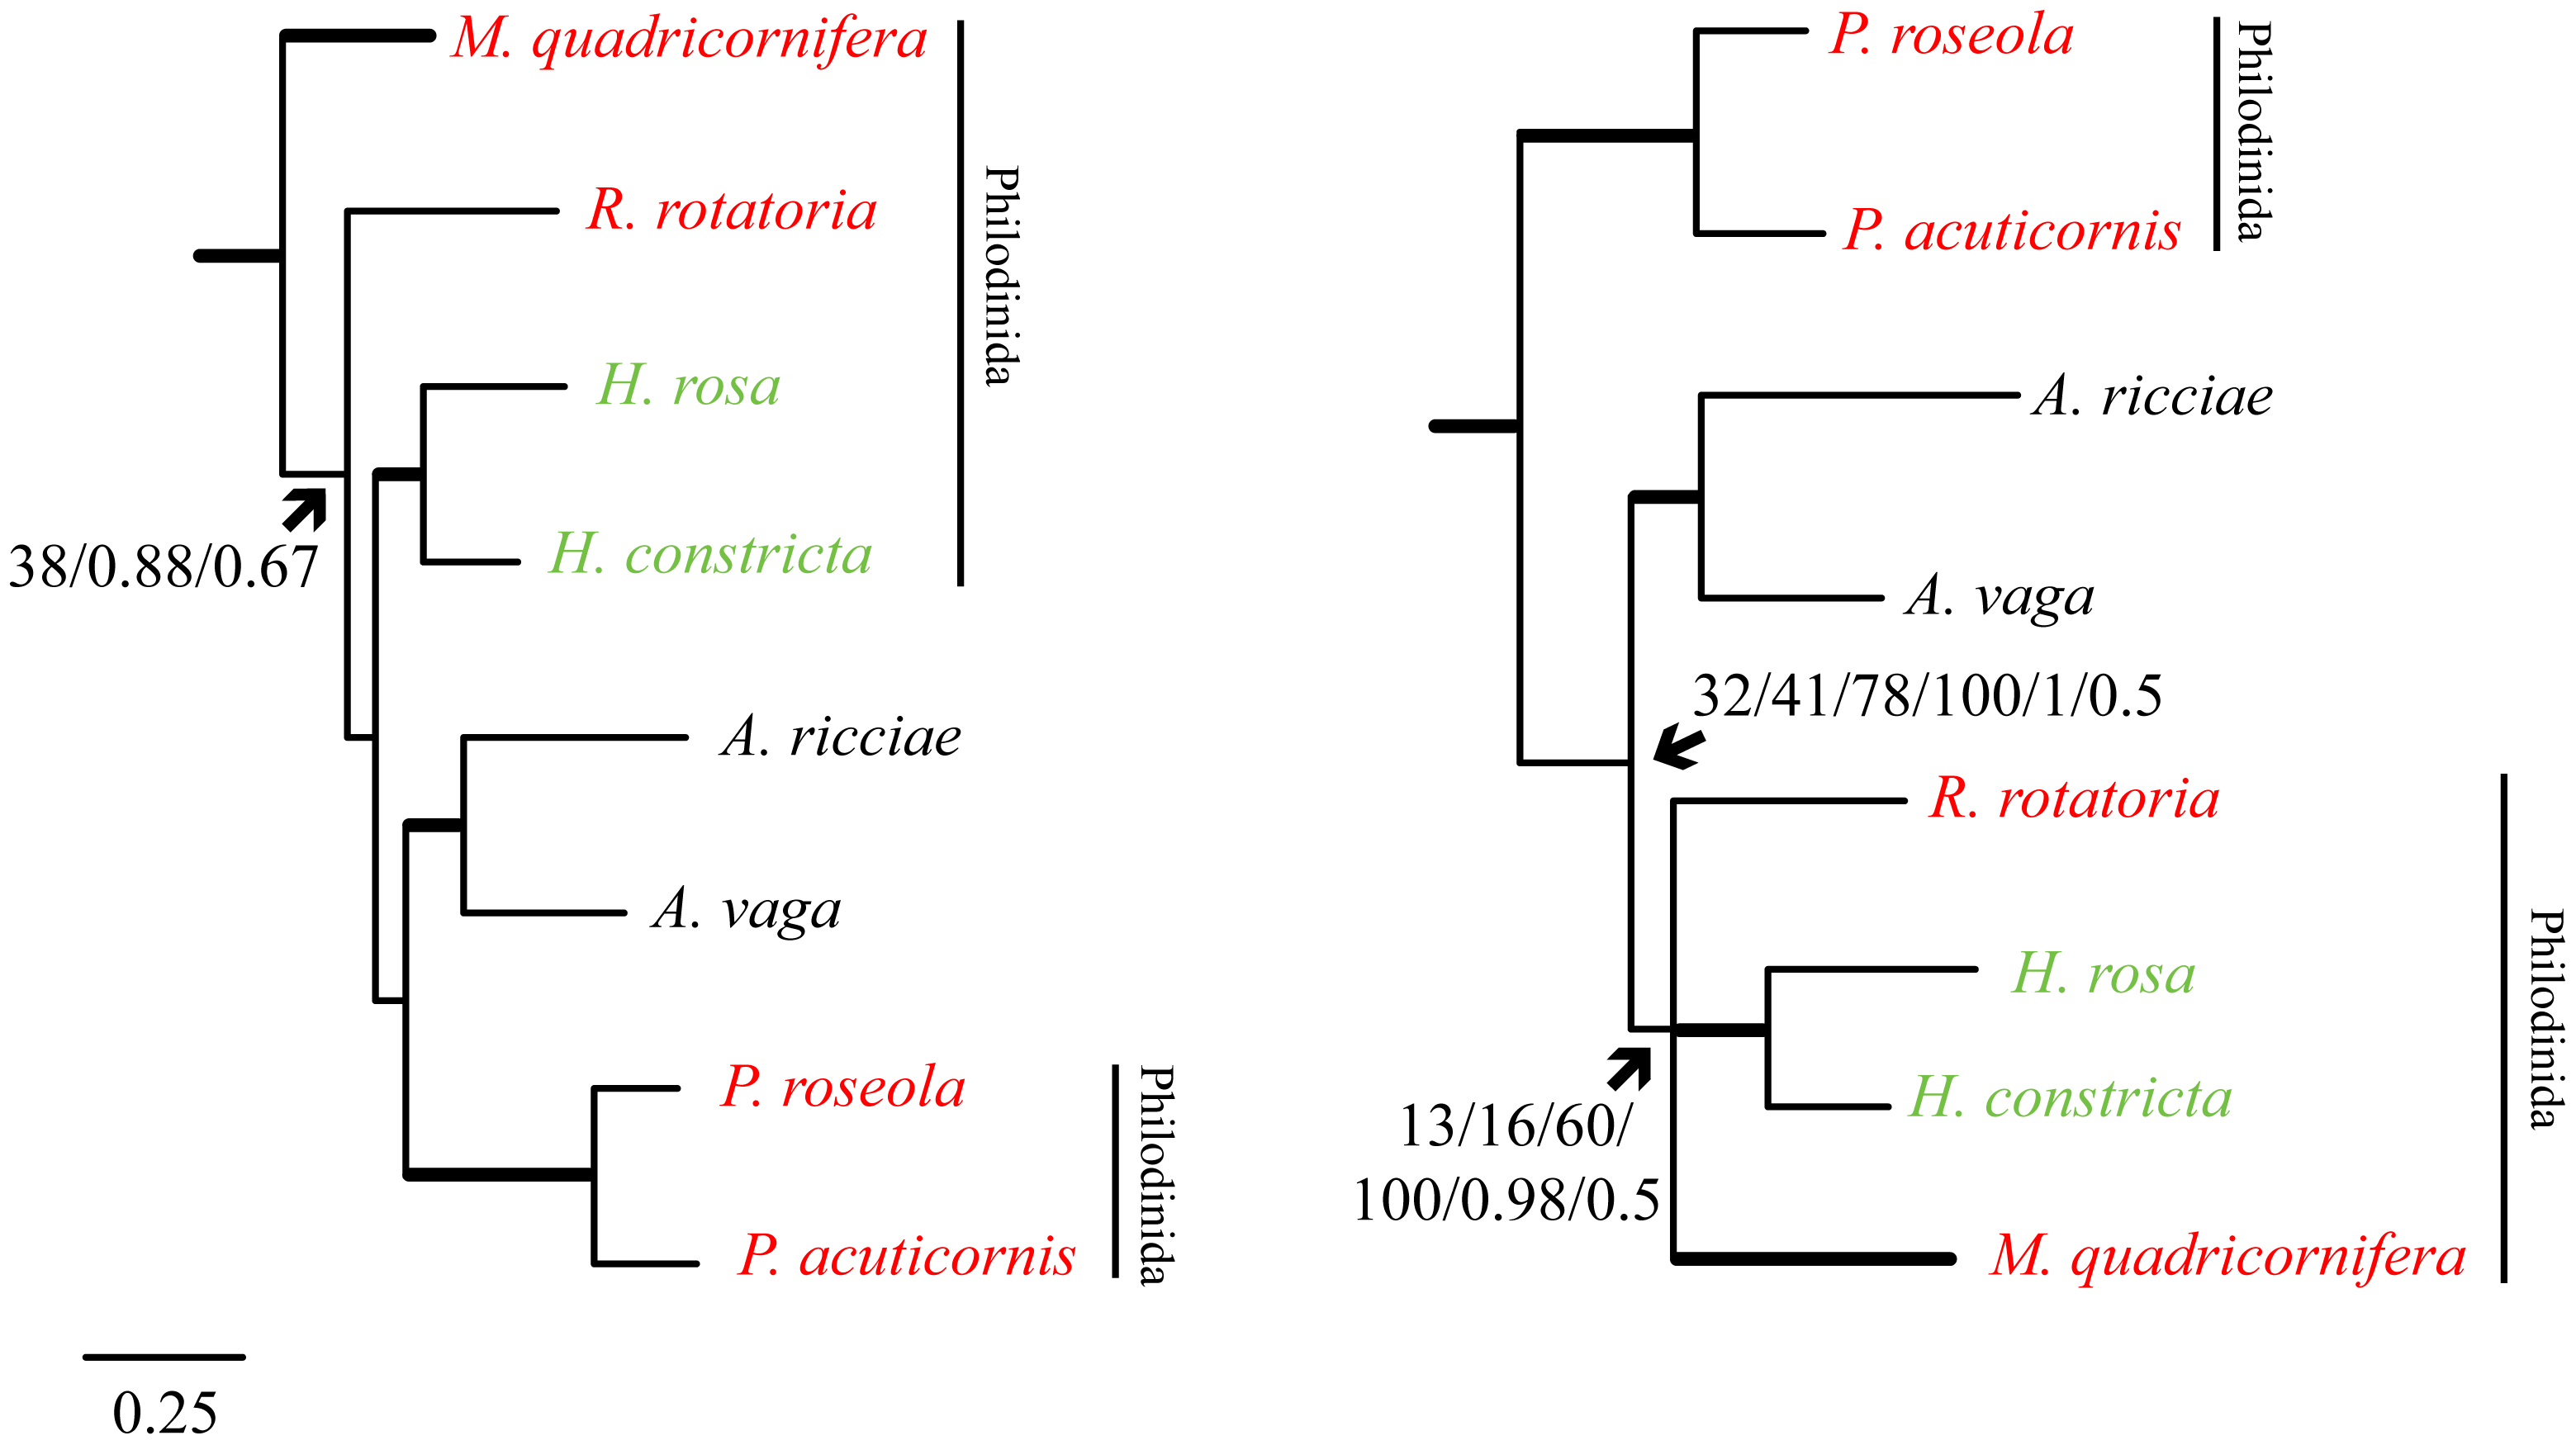 M. quadricornifera
R. rotatoria
H. rosa
H. constricta
Philodinida
38/0.88/0.67
A. ricciae
A. vaga
P. roseola
P. acuticornis
Philodinida
0.25
P. roseola
P. acuticornis
Philodinida
A. ricciae
A. vaga
32/41/78/100/1/0.5
R. rotatoria
H. rosa
H. constricta
M. quadricornifera
Philodinida
13/16/60/
100/0.98/0.5